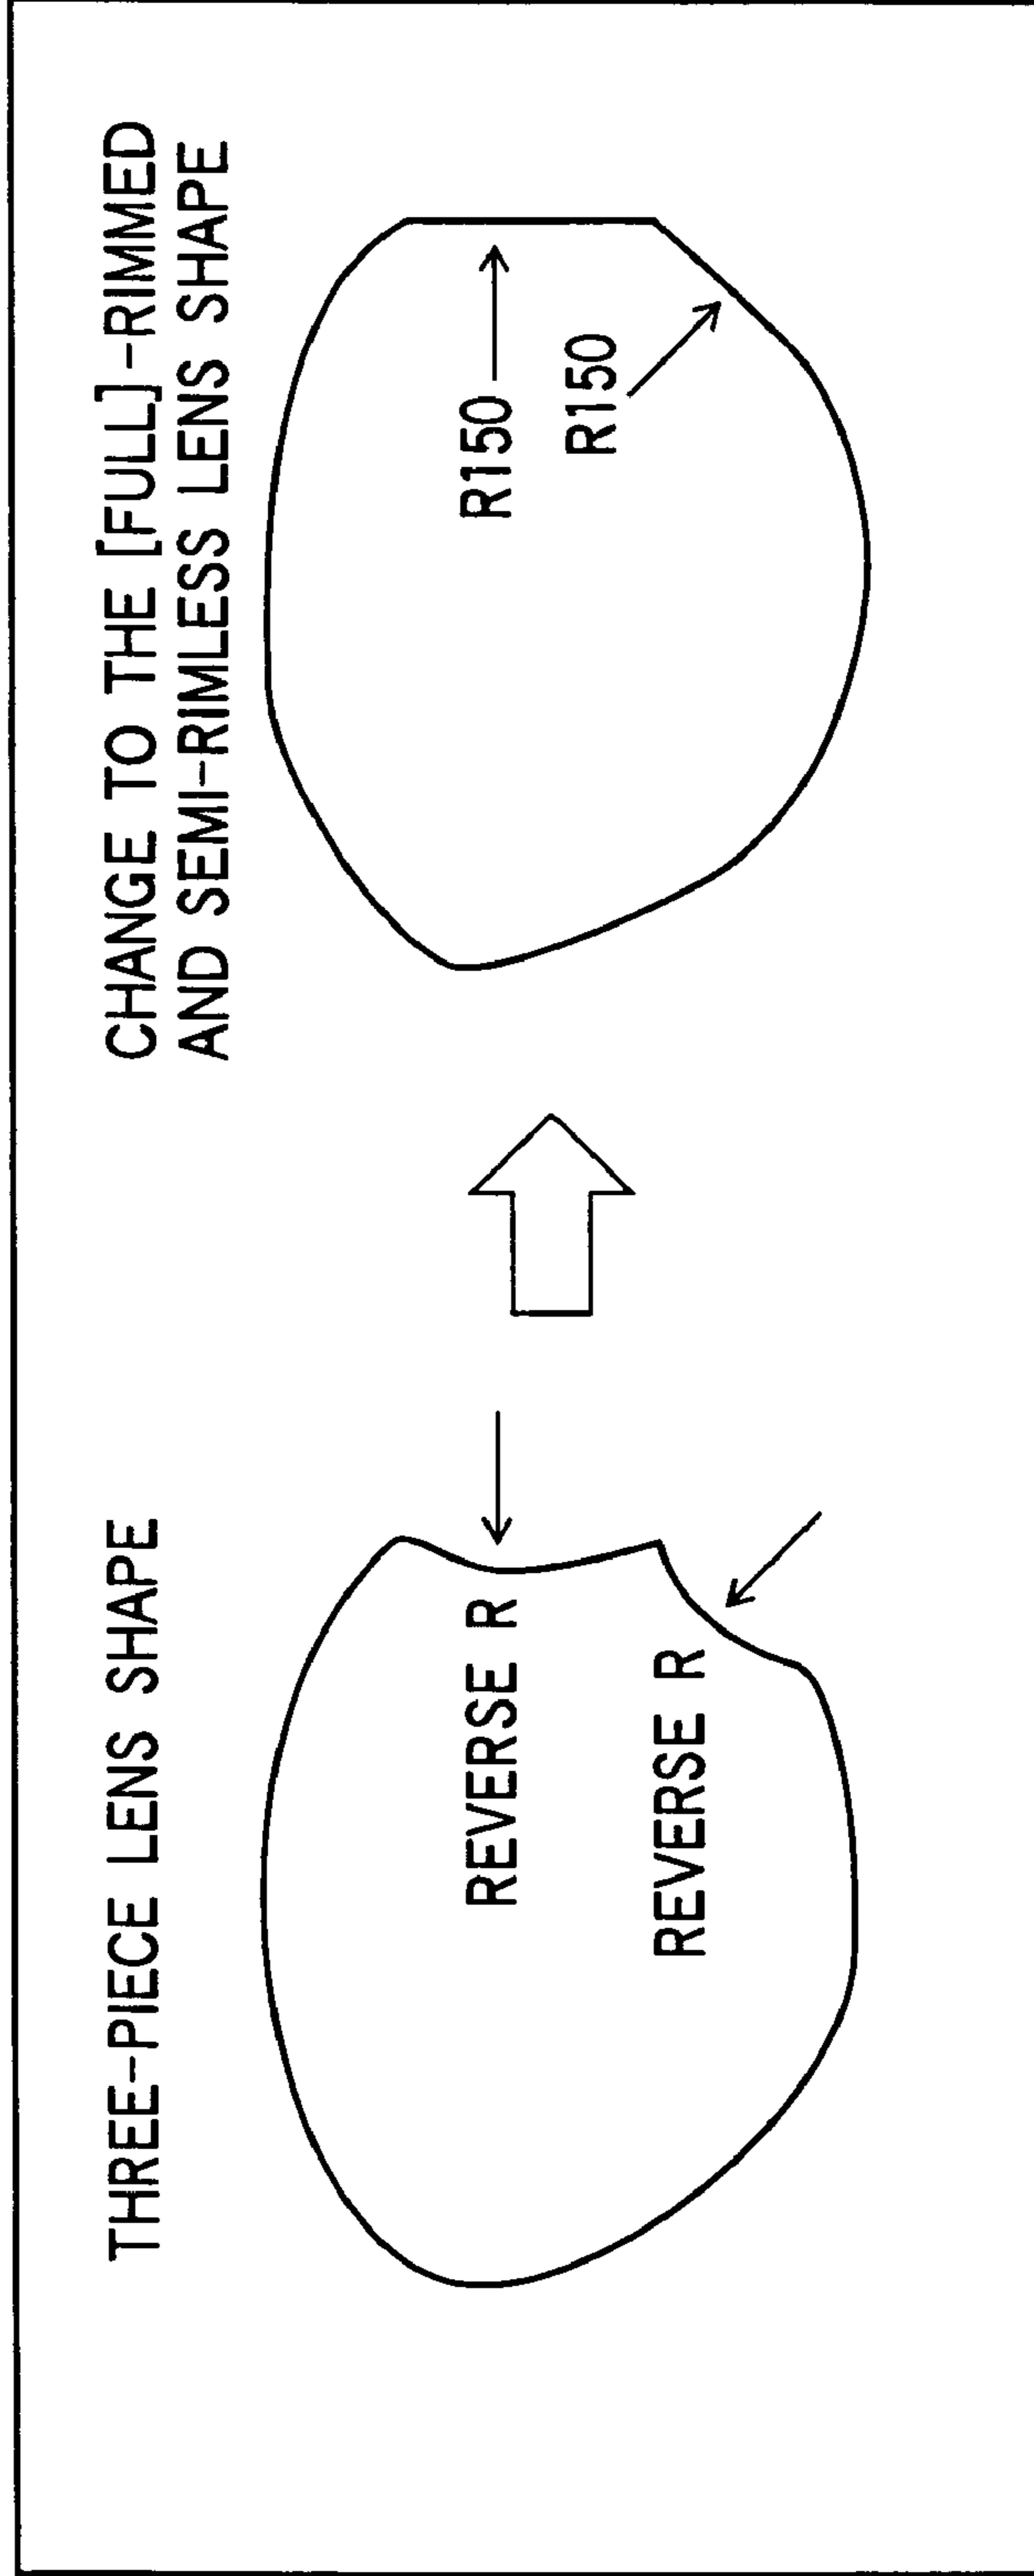 THREE-PIECE LENS SHAPE
REVERSE R
REVERSE R
CHANGE TO THE [FULL]-RIMMED
AND SEMI-RIMLESS LENS SHAPE
R150
R150